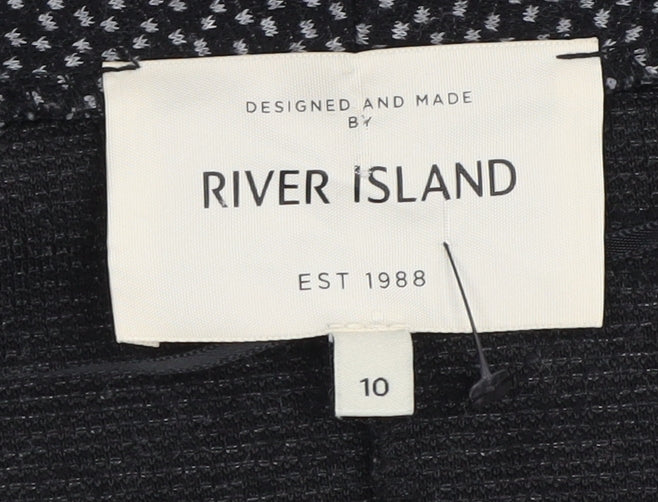 DESIGNED AND MADE
BY
RIVER ISLAND
EST 1988
10